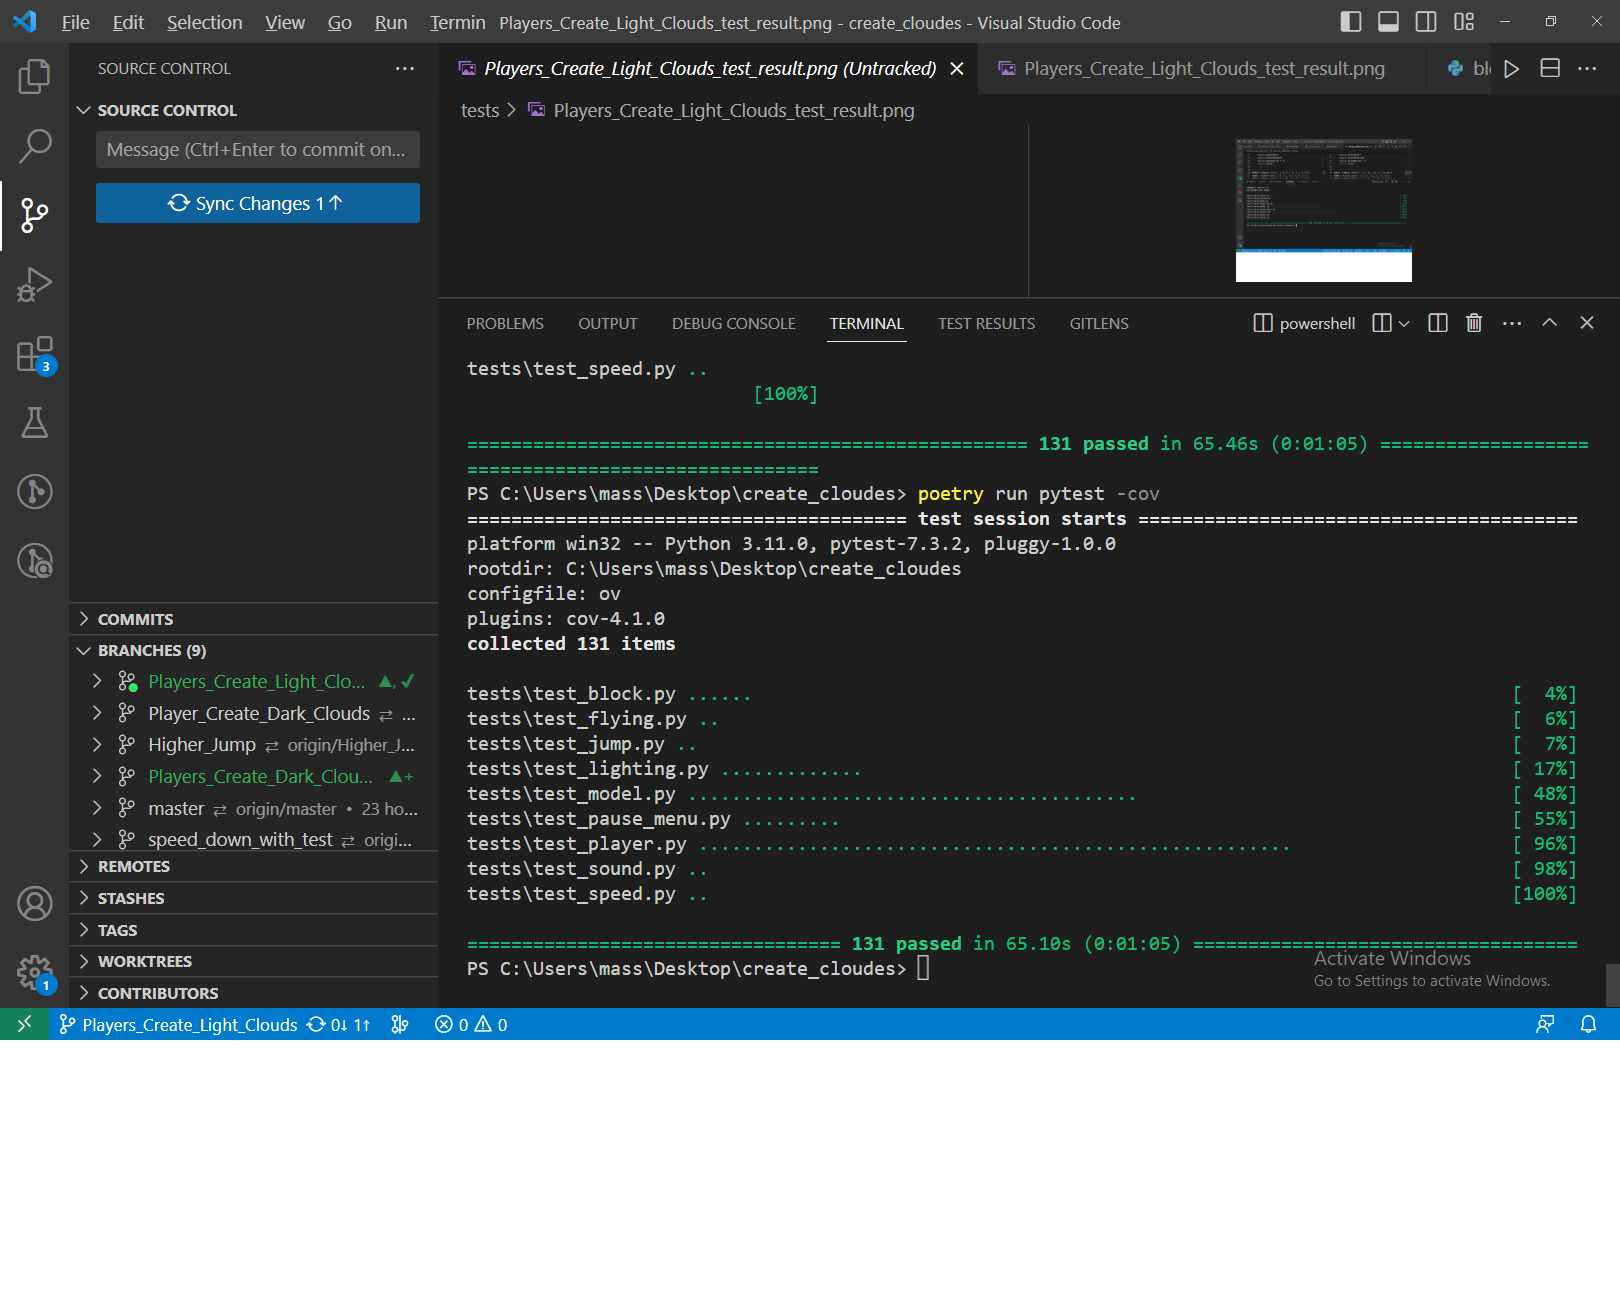 File Edit Selection View Go Run Termin Players_Create_Light_Clouds_test_result.png - create_cloudes - Visual Studio Code
SOURCE CONTROL
Players_Create_Light_Clouds_test_result.png (Untracked)
Players_Create_Light_Clouds_test_result.png
SOURCE CONTROL
tests > Players_Create_Light_Clouds_test_result.png
Message (Ctrl+Enter to commit on...
Sync Changes 1↑
PROBLEMS OUTPUT DEBUG CONSOLE TERMINAL TEST RESULTS GITLENS
powershell
3
tests\test_speed.py ..
[100%]
=================================================== 131 passed in 65.46s (0:01:05) ===================
================================
PS C:\Users\mass\Desktop\create_cloudes> poetry run pytest -cov
======================================== test session starts ========================================
platform win32 -- Python 3.11.0, pytest-7.3.2, pluggy-1.0.0
rootdir: C:\Users\mass\Desktop\create_cloudes
configfile: ov
plugins: cov-4.1.0
collected 131 items
tests\test_block.py ...... [  4%]
tests\test_flying.py .. [  6%]
tests\test_jump.py .. [  7%]
tests\test_lighting.py ............. [ 17%]
tests\test_model.py ......................................... [ 48%]
tests\test_pause_menu.py ......... [ 55%]
tests\test_player.py ...................................................... [ 96%]
tests\test_sound.py .. [ 98%]
tests\test_speed.py .. [100%]
================================== 131 passed in 65.10s (0:01:05) ===================================
PS C:\Users\mass\Desktop\create_cloudes>
COMMITS
BRANCHES (9)
Players_Create_Light_Clo... ▲, ✓
Player_Create_Dark_Clouds ⇄ ...
Higher_Jump ⇄ origin/Higher_J...
Players_Create_Dark_Clou... ▲+
master ⇄ origin/master • 23 ho...
speed_down_with_test ⇄ origi...
REMOTES
STASHES
TAGS
WORKTREES
CONTRIBUTORS
1
Activate Windows
Go to Settings to activate Windows.
Players_Create_Light_Clouds 0↓ 1↑ 0 0